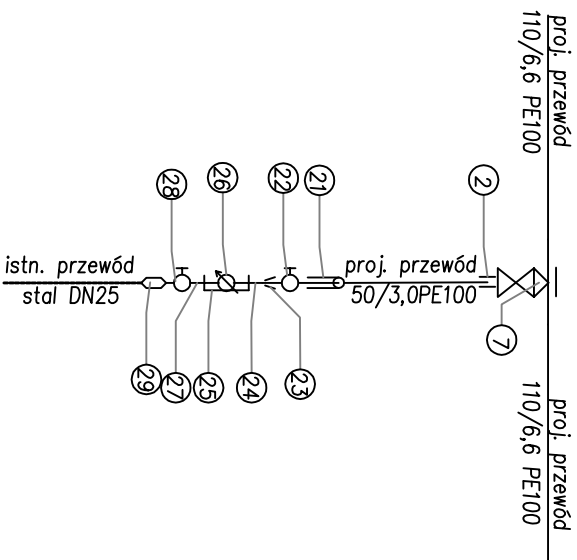 proj. przewód
110/6,6 PE100
28
26
22
21
2
istn. przewód
stal DN25
proj. przewód
50/3,0PE100
7
29
27
25
24
23
proj. przewód
110/6,6 PE100